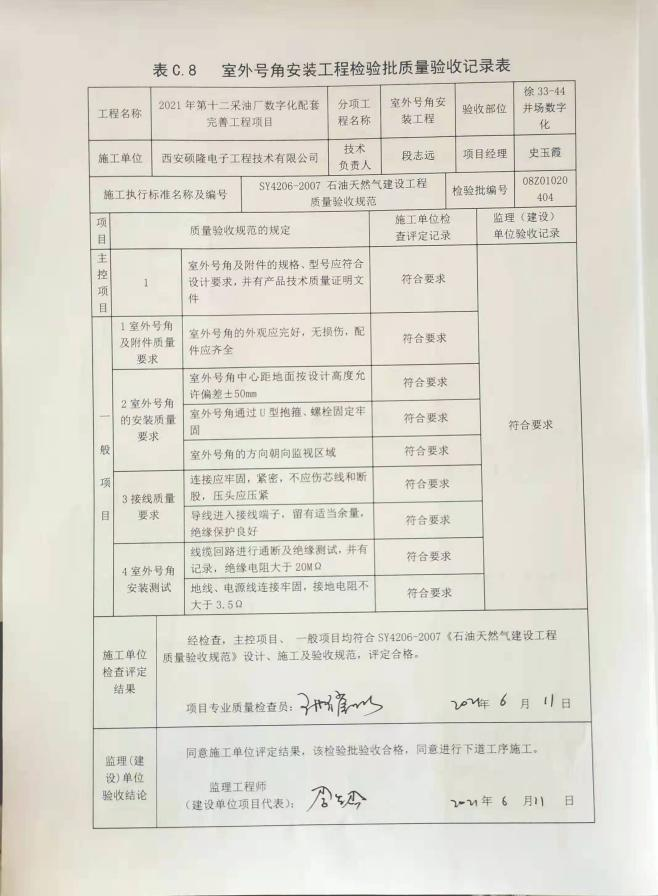 表 C.8 室外号角安装工程检验批质量验收记录表
工程名称
2021 年第十二采油厂数字化配套
完善工程项目
分项工
程名称
室外号角安
装工程
验收部位
徐 33-44
井场数字
化
施工单位
西安硕隆电子工程技术有限公司
技术
负责人
段志远
项目经理
史玉霞
施工执行标准名称及编号
SY4206-2007 石油天然气建设工程
质量验收规范
检验批编号
08Z01020
404
项
目
质量验收规范的规定
施工单位检
查评定记录
监理（建设）
单位验收记录
主
控
项
目
1
室外号角及附件的规格、型号应符合
设计要求，并有产品技术质量证明文
件
符合要求
符合要求
一
般
项
目
1 室外号角
及附件质量
要求
室外号角的外观应完好，无损伤，配
件应齐全
符合要求
2 室外号角
的安装质量
要求
室外号角中心距地面按设计高度允
许偏差±50mm
符合要求
室外号角通过 U 型抱箍、螺栓固定牢
固
符合要求
室外号角的方向朝向监视区域
符合要求
3 接线质量
要求
连接应牢固，紧密，不应伤芯线和断
股，压头应压紧
符合要求
导线进入接线端子，留有适当余量，
绝缘保护良好
符合要求
4 室外号角
安装测试
线缆回路进行通断及绝缘测试，并有
记录，绝缘电阻大于 20MΩ
符合要求
地线、电源线连接牢固，接地电阻不
大于 3.5Ω
符合要求
施工单位
检查评定
结果
经检查，主控项目、 一般项目均符合 SY4206-2007《石油天然气建设工程
质量验收规范》设计、施工及验收规范，评定合格。
项目专业质量检查员：
2021年 6 月 11 日
监理(建
设)单位
验收结论
同意施工单位评定结果，该检验批验收合格，同意进行下道工序施工。
监理工程师
（建设单位项目代表）：
2021 年 6 月11 日